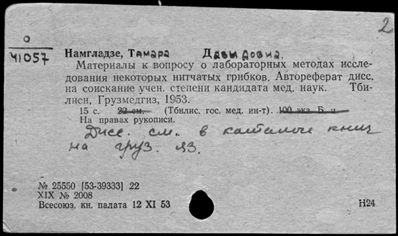 2
0
41057
Намгладзе, Тамара Давыдовна.
Материалы к вопросу о лабораторных методах иссле-
дования некоторых нитчатых грибков. Автореферат дисс.
на соискание учен. степени кандидата мед. наук. Тби-
лиси, Грузмедгиз, 1953.
15 с. 22 см. (Тбилис. гос. мед. ин-т). 100 экз. Б. ц.
На правах рукописи.
Дисс. см. в каталоге книг
на груз. яз.
№ 25550 [53-39333] 22
XIX № 2008
Всесоюз. кн. палата 12 XI 53
Н24